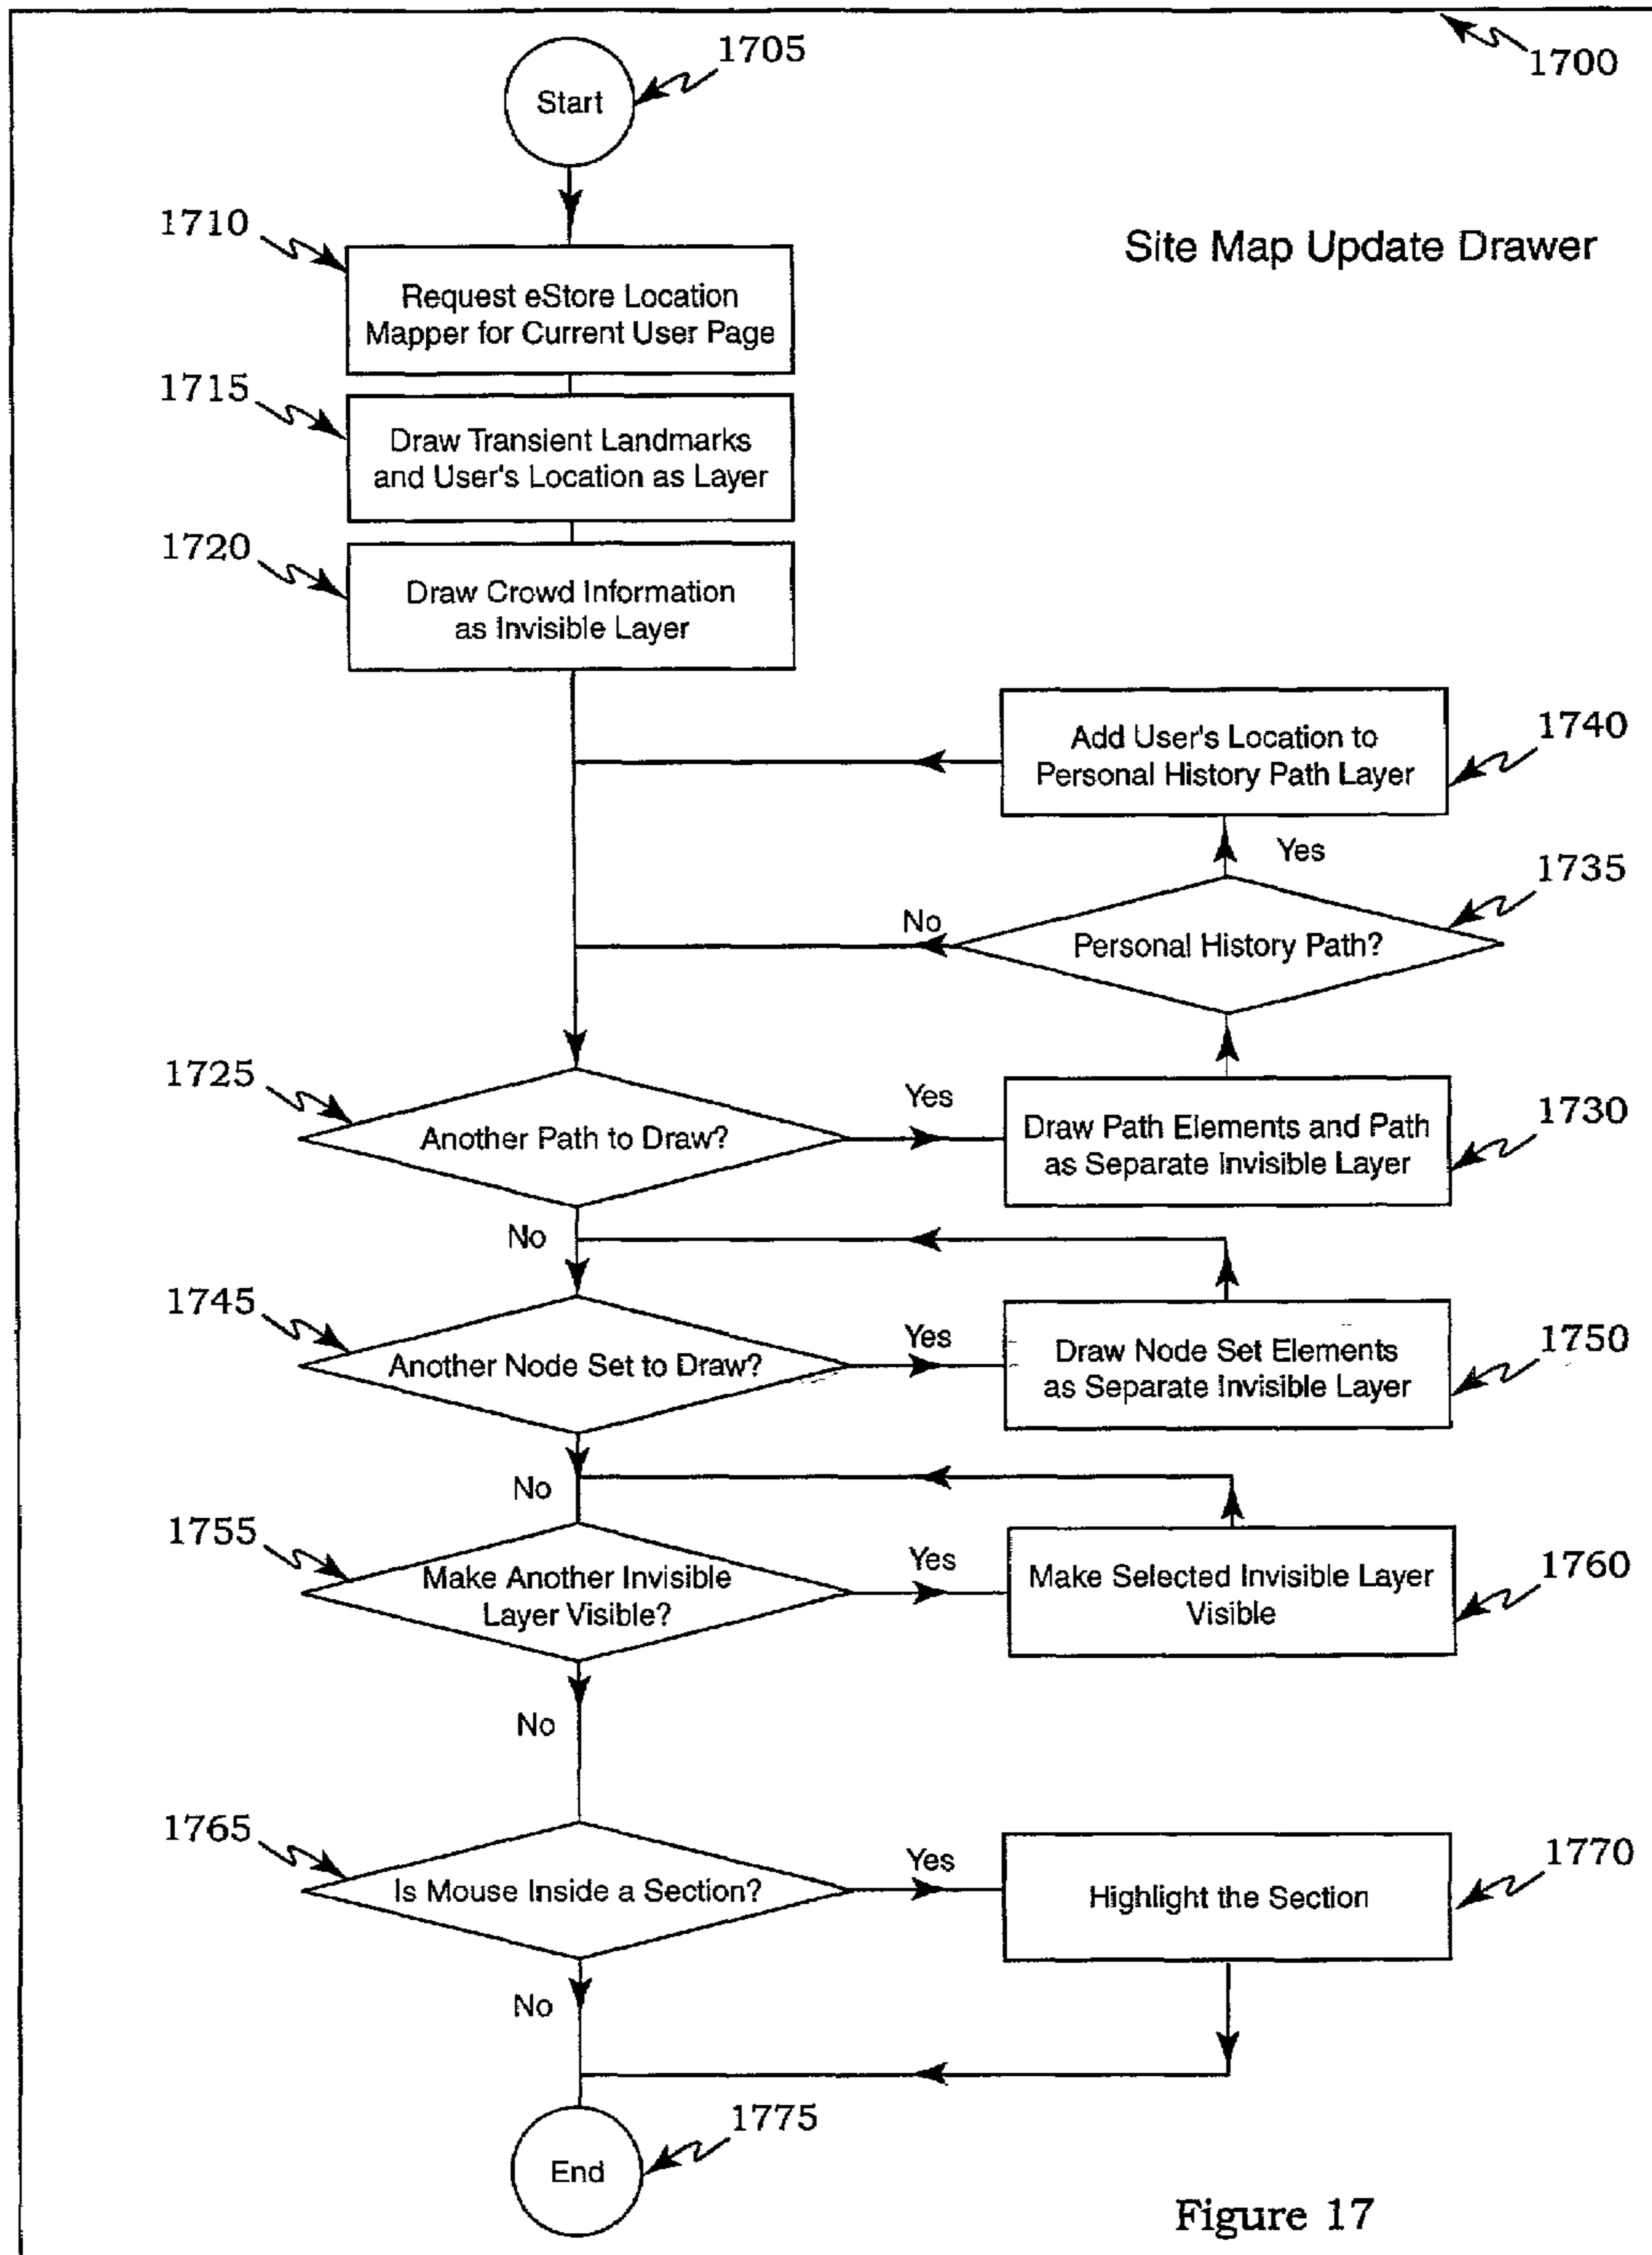 1700
1705
Start
Site Map Update Drawer
1710
Request eStore Location
Mapper for Current User Page
1715
Draw Transient Landmarks
and User's Location as Layer
1720
Draw Crowd Information
as Invisible Layer
1740
Add User's Location to
Personal History Path Layer
Yes
1735
No
Personal History Path?
1725
Another Path to Draw?
Yes
1730
Draw Path Elements and Path
as Separate Invisible Layer
No
1745
Another Node Set to Draw?
Yes
1750
Draw Node Set Elements
as Separate Invisible Layer
No
1755
Make Another Invisible
Layer Visible?
Yes
1760
Make Selected Invisible Layer
Visible
No
1765
Is Mouse Inside a Section?
Yes
1770
Highlight the Section
No
1775
End
Figure 17